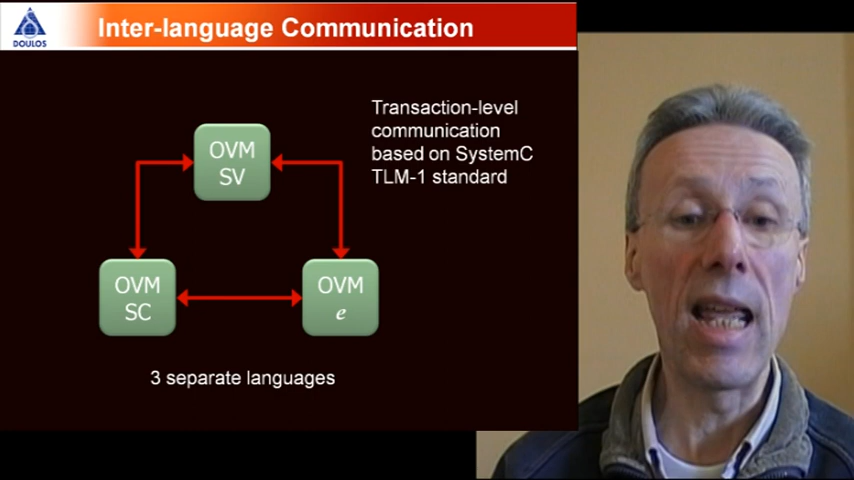 DOULOS
Inter-language Communication
Transaction-level
communication
based on SystemC
TLM-1 standard
OVM
SV
OVM
SC
OVM
e
3 separate languages